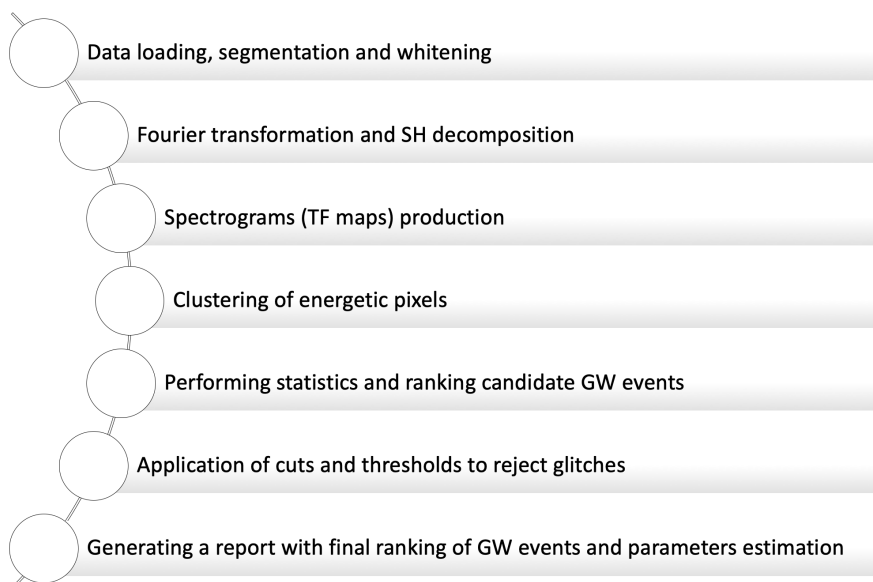 Data loading, segmentation and whitening
Fourier transformation and SH decomposition
Spectrograms (TF maps) production
Clustering of energetic pixels
Performing statistics and ranking candidate GW events
Application of cuts and thresholds to reject glitches
Generating a report with final ranking of GW events and parameters estimation